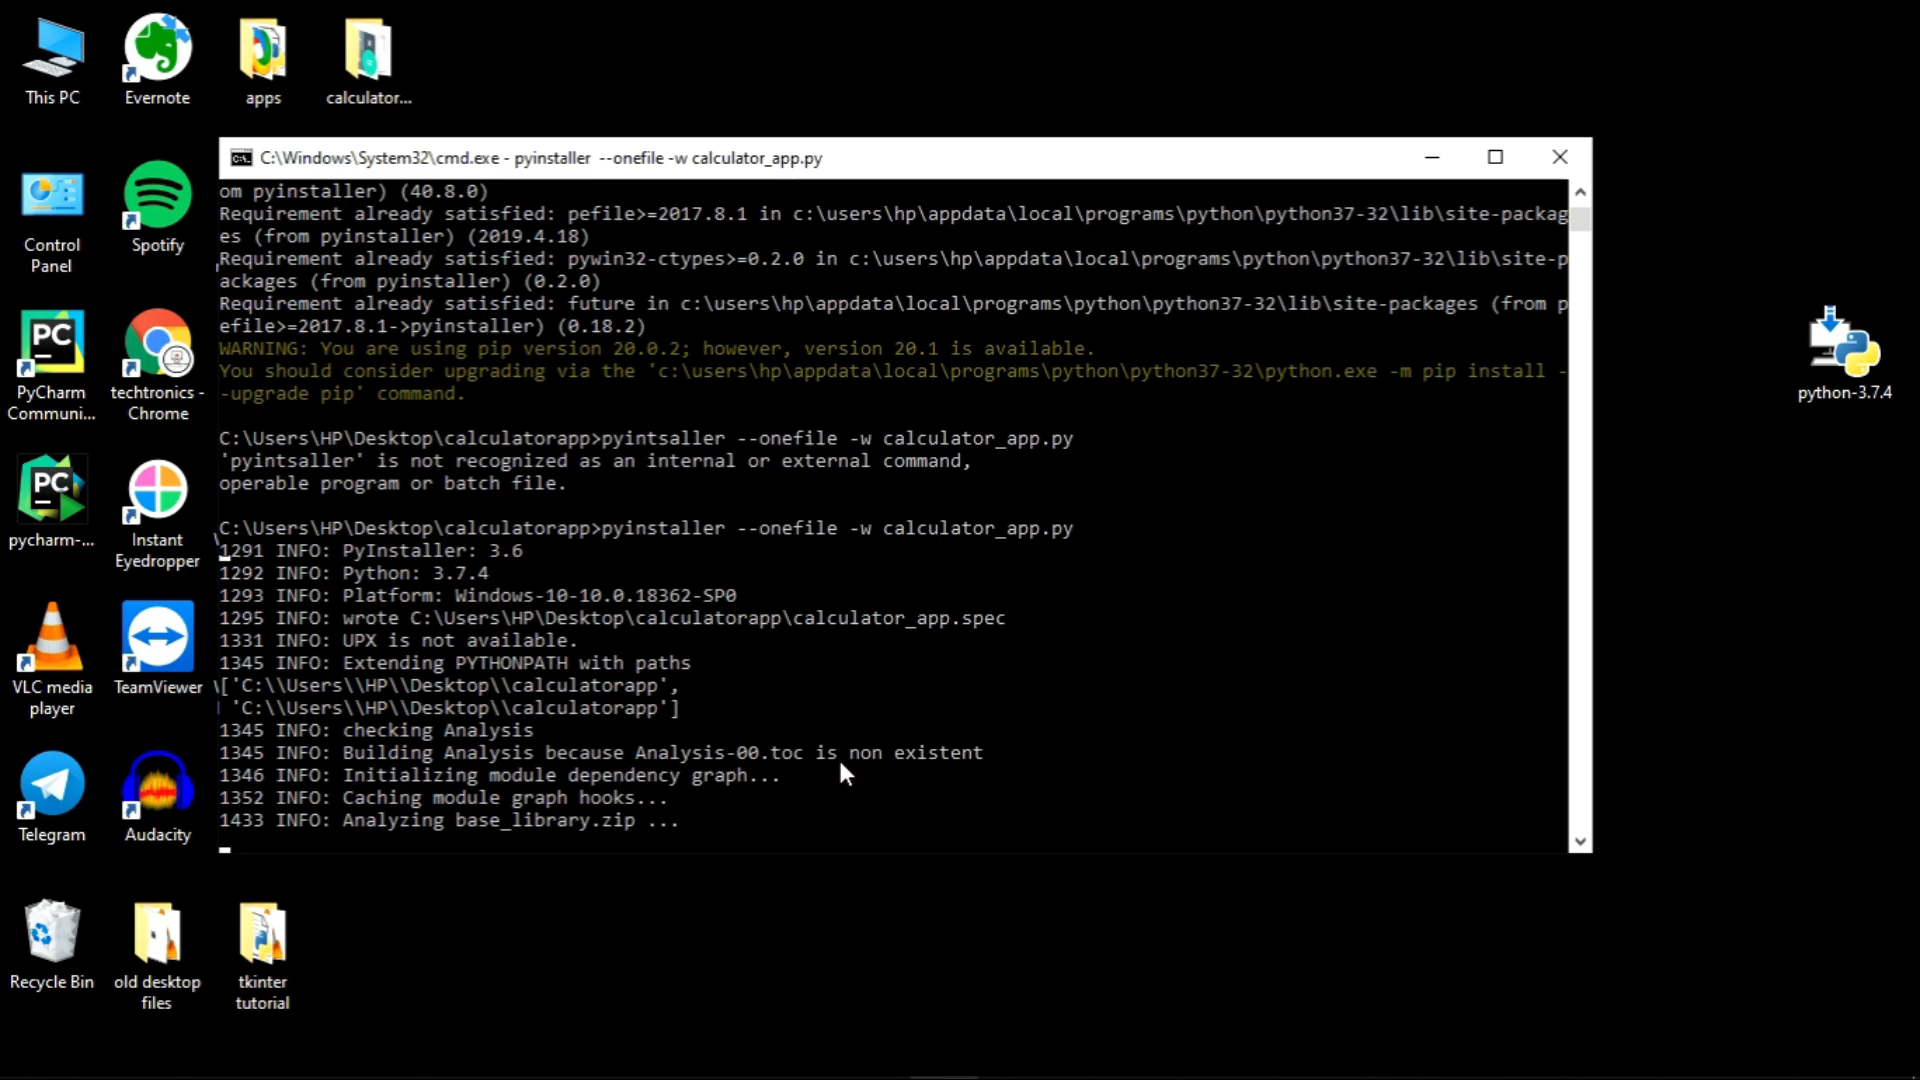 This PC
Evernote
apps
calculator...
Control
Panel
Spotify
PC
PyCharm
Communi...
techtronics -
Chrome
PC
pycharm-...
Instant
Eyedropper
VLC media
player
TeamViewer
Telegram
Audacity
Recycle Bin
old desktop
files
tkinter
tutorial
python-3.7.4
C:\Windows\System32\cmd.exe - pyinstaller  --onefile -w calculator_app.py
om pyinstaller) (40.8.0)
Requirement already satisfied: pefile>=2017.8.1 in c:\users\hp\appdata\local\programs\python\python37-32\lib\site-packag
es (from pyinstaller) (2019.4.18)
Requirement already satisfied: pywin32-ctypes>=0.2.0 in c:\users\hp\appdata\local\programs\python\python37-32\lib\site-p
ackages (from pyinstaller) (0.2.0)
Requirement already satisfied: future in c:\users\hp\appdata\local\programs\python\python37-32\lib\site-packages (from p
efile>=2017.8.1->pyinstaller) (0.18.2)
WARNING: You are using pip version 20.0.2; however, version 20.1 is available.
You should consider upgrading via the 'c:\users\hp\appdata\local\programs\python\python37-32\python.exe -m pip install -
-upgrade pip' command.
C:\Users\HP\Desktop\calculatorapp>pyintsaller --onefile -w calculator_app.py
'pyintsaller' is not recognized as an internal or external command,
operable program or batch file.
C:\Users\HP\Desktop\calculatorapp>pyinstaller --onefile -w calculator_app.py
1291 INFO: PyInstaller: 3.6
1292 INFO: Python: 3.7.4
1293 INFO: Platform: Windows-10-10.0.18362-SP0
1295 INFO: wrote C:\Users\HP\Desktop\calculatorapp\calculator_app.spec
1331 INFO: UPX is not available.
1345 INFO: Extending PYTHONPATH with paths
['C:\\Users\\HP\\Desktop\\calculatorapp',
 'C:\\Users\\HP\\Desktop\\calculatorapp']
1345 INFO: checking Analysis
1345 INFO: Building Analysis because Analysis-00.toc is non existent
1346 INFO: Initializing module dependency graph...
1352 INFO: Caching module graph hooks...
1433 INFO: Analyzing base_library.zip ...